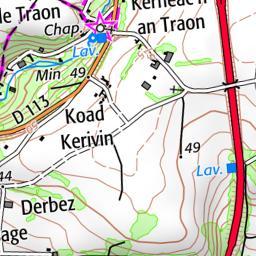 le Traon
Kerneac'h
an Traon
Chap.
Lav.
Min 49
D 113
Koad
Kerivin
49
Lav.
44
Derbez
age